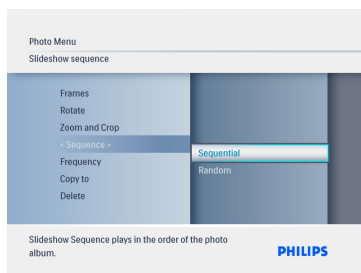 Photo Menu
Slideshow sequence
Frames
Rotate
Zoom and Crop
< Sequence >
Frequency
Copy to
Delete
Sequential
Random
Slideshow Sequence plays in the order of the photo
album.
PHILIPS